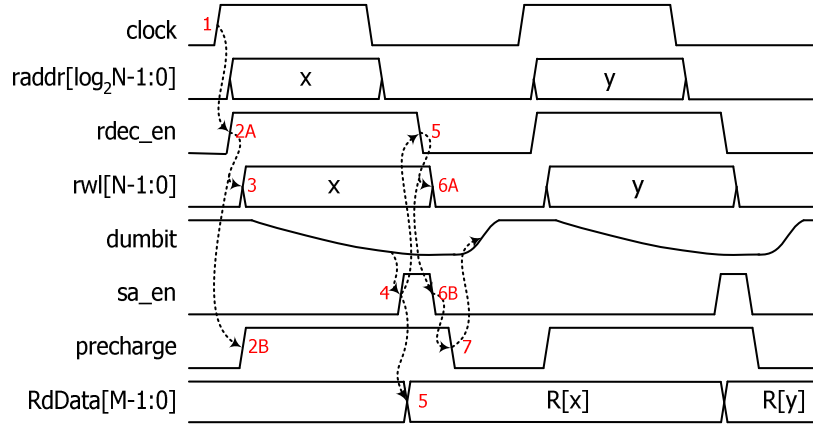 clock 1
raddr[log₂N-1:0] x y
rdec_en 2A 5
rwl[N-1:0] 3 x 6A y
dumbit
sa_en 4 6B
precharge 2B 7
RdData[M-1:0] 5 R[x] R[y]